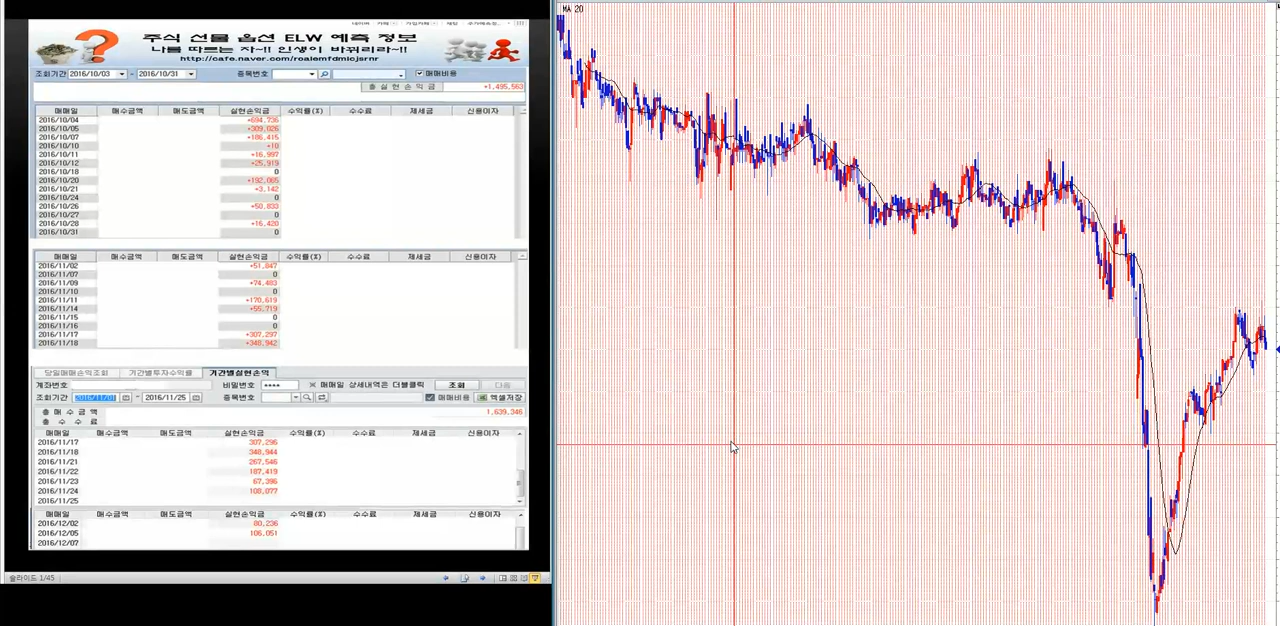 주식 선물 옵션 ELW 예측 정보
나를 따르는 자~!! 인생이 바뀌리라~!!
http://cafe.naver.com/roalemfdmicjsrnr
조회기간 2016/10/03 - 2016/10/31 종목번호 매매비용
총 실 현 손 익 금 +1,495,563
매매일 매수금액 매도금액 실현손익금 수익률(%) 수수료 제세금 신용이자
2016/10/04 +694,736
2016/10/05 +309,026
2016/10/07 +186,415
2016/10/10 +10
2016/10/11 +16,997
2016/10/12 +25,919
2016/10/18 0
2016/10/20 +192,065
2016/10/21 +3,142
2016/10/24 0
2016/10/26 +50,833
2016/10/27 0
2016/10/28 +16,420
2016/10/31 0
매매일 매수금액 매도금액 실현손익금 수익률(%) 수수료 제세금 신용이자
2016/11/02 +51,847
2016/11/07 0
2016/11/09 +74,483
2016/11/10 0
2016/11/11 +170,619
2016/11/14 +55,719
2016/11/15 0
2016/11/16 0
2016/11/17 +307,297
2016/11/18 +348,942
당일매매손익조회 기간별투자수익률 기간별실현손익
계좌번호 비밀번호 **** ※ 매매일 상세내역은 더블클릭 조회 다음
조회기간 2016/11/01 - 2016/11/25 종목번호 매매비용 엑셀저장
총 매 수 금 액 1,639,346
총 수 수 료
매매일 매수금액 매도금액 실현손익금 수익률(%) 수수료 제세금 신용이자
2016/11/17 307,296
2016/11/18 348,944
2016/11/21 267,546
2016/11/22 187,419
2016/11/23 67,396
2016/11/24 108,077
2016/11/25
매매일 매수금액 매도금액 실현손익금 수익률(%) 수수료 제세금 신용이자
2016/12/02 80,236
2016/12/05 106,051
2016/12/07
슬라이드 1/45
MA 20